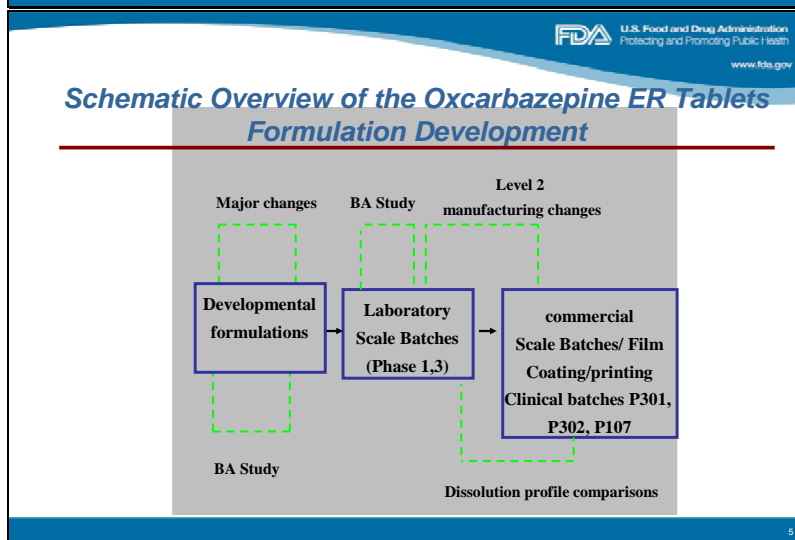 FDA U.S. Food and Drug Administration
Protecting and Promoting Public Health
www.fda.gov
Schematic Overview of the Oxcarbazepine ER Tablets
Formulation Development
Major changes
BA Study
Level 2
manufacturing changes
Developmental
formulations
Laboratory
Scale Batches
(Phase 1,3)
commercial
Scale Batches/ Film
Coating/printing
Clinical batches P301,
P302, P107
BA Study
Dissolution profile comparisons
5